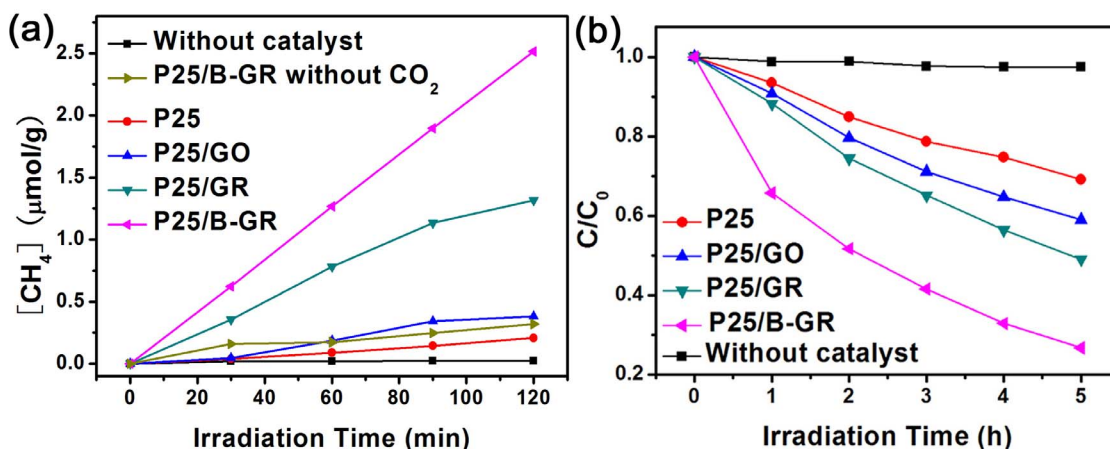 (a)
[CH4] (μmol/g)
2.5
2.0
1.5
1.0
0.5
0.0
Without catalyst
P25/B-GR without CO2
P25
P25/GO
P25/GR
P25/B-GR
0 20 40 60 80 100 120
Irradiation Time (min)
(b)
C/C0
1.0
0.8
0.6
0.4
0.2
P25
P25/GO
P25/GR
P25/B-GR
Without catalyst
0 1 2 3 4 5
Irradiation Time (h)